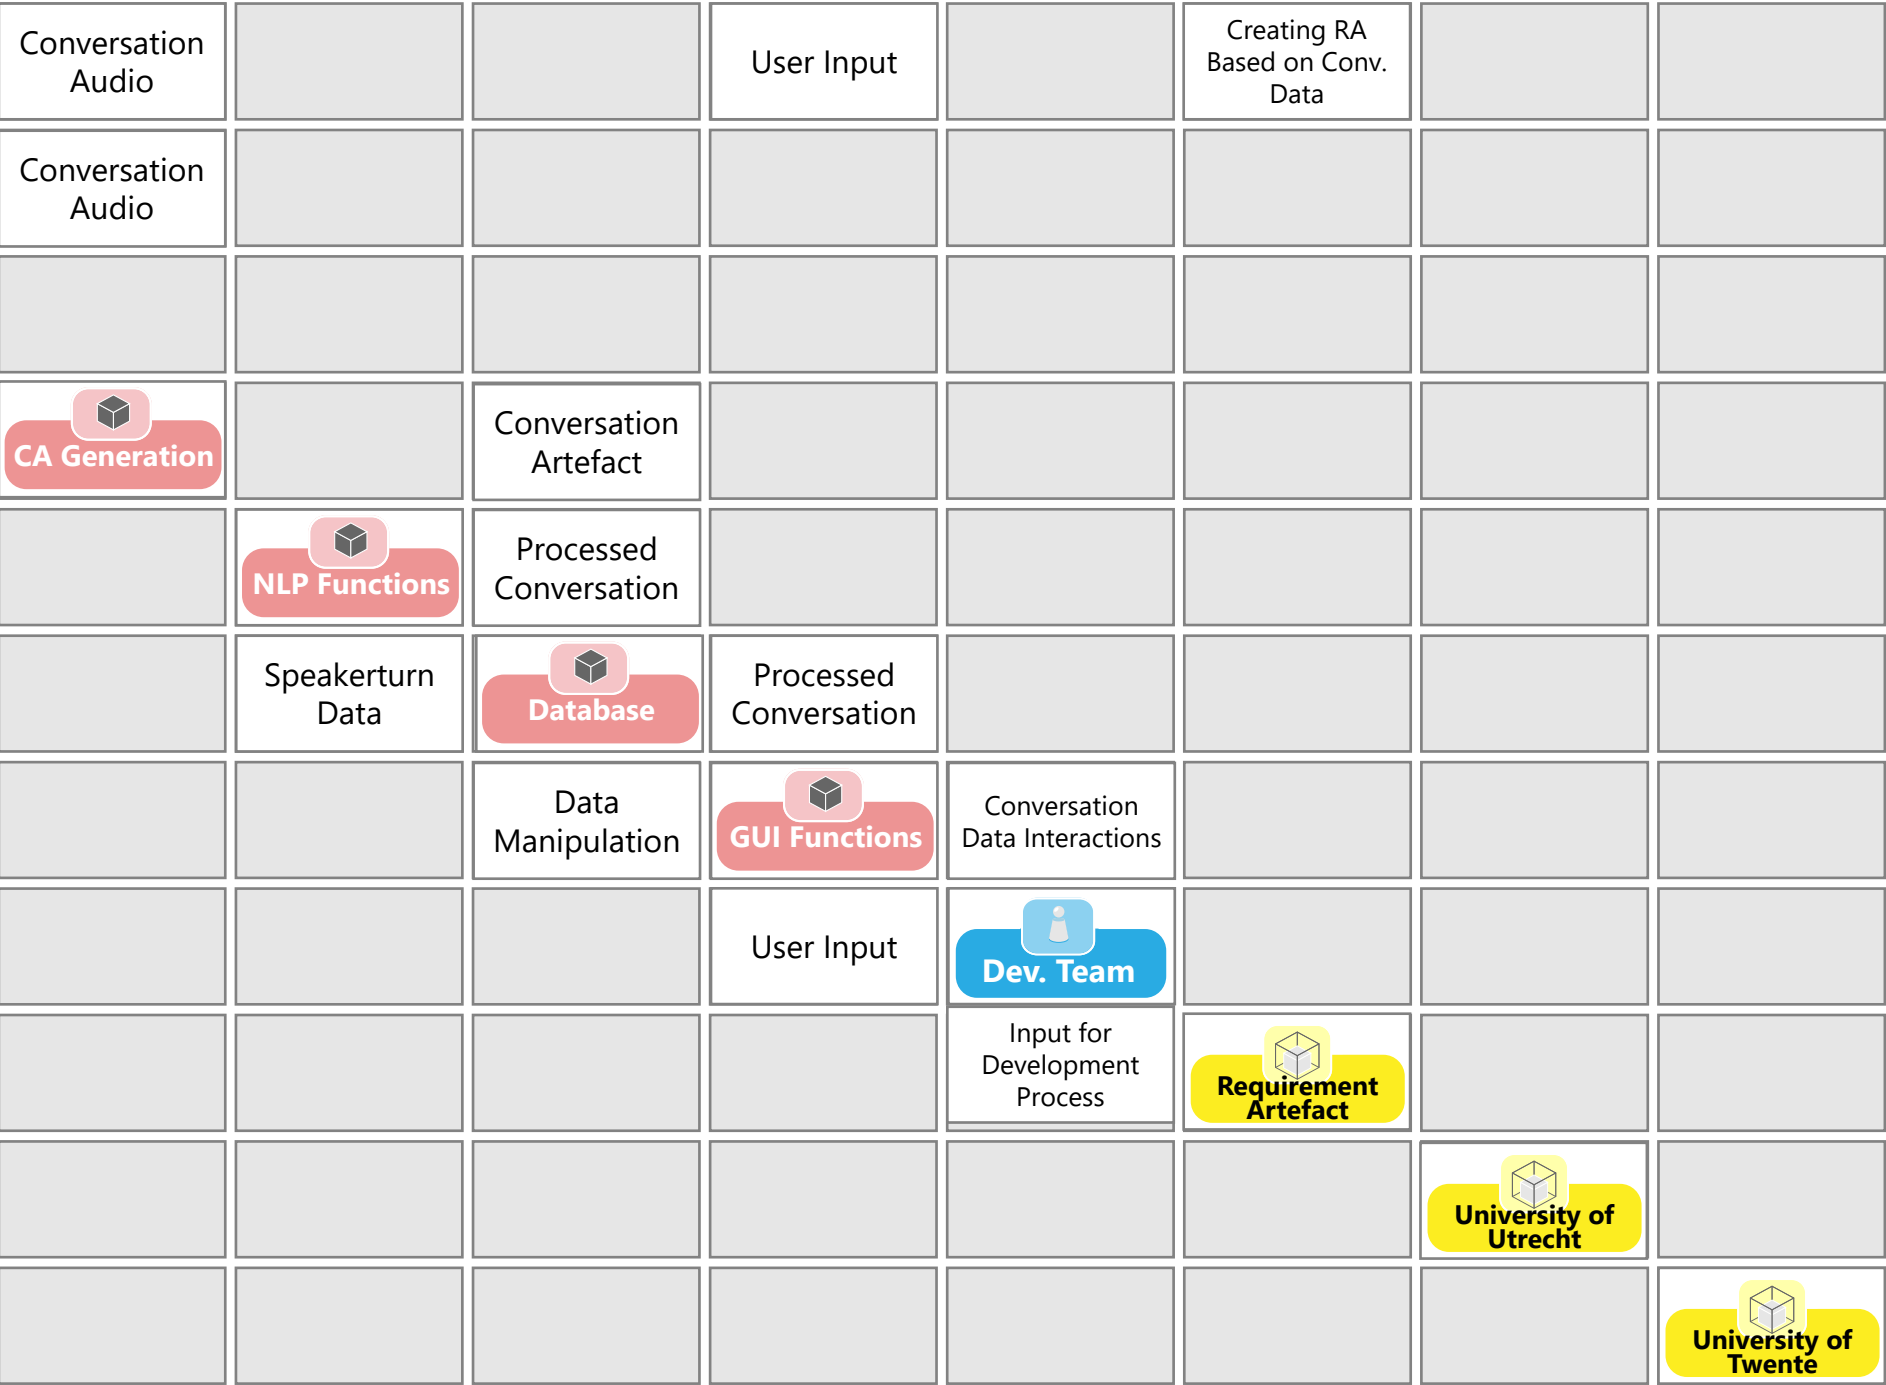 Conversation
Audio
User Input
Creating RA
Based on Conv.
Data
Conversation
Audio
CA Generation
Conversation
Artefact
NLP Functions
Processed
Conversation
Speakerturn
Data
Database
Processed
Conversation
Data
Manipulation
GUI Functions
Conversation
Data Interactions
User Input
Dev. Team
Input for
Development
Process
Requirement
Artefact
University of
Utrecht
University of
Twente